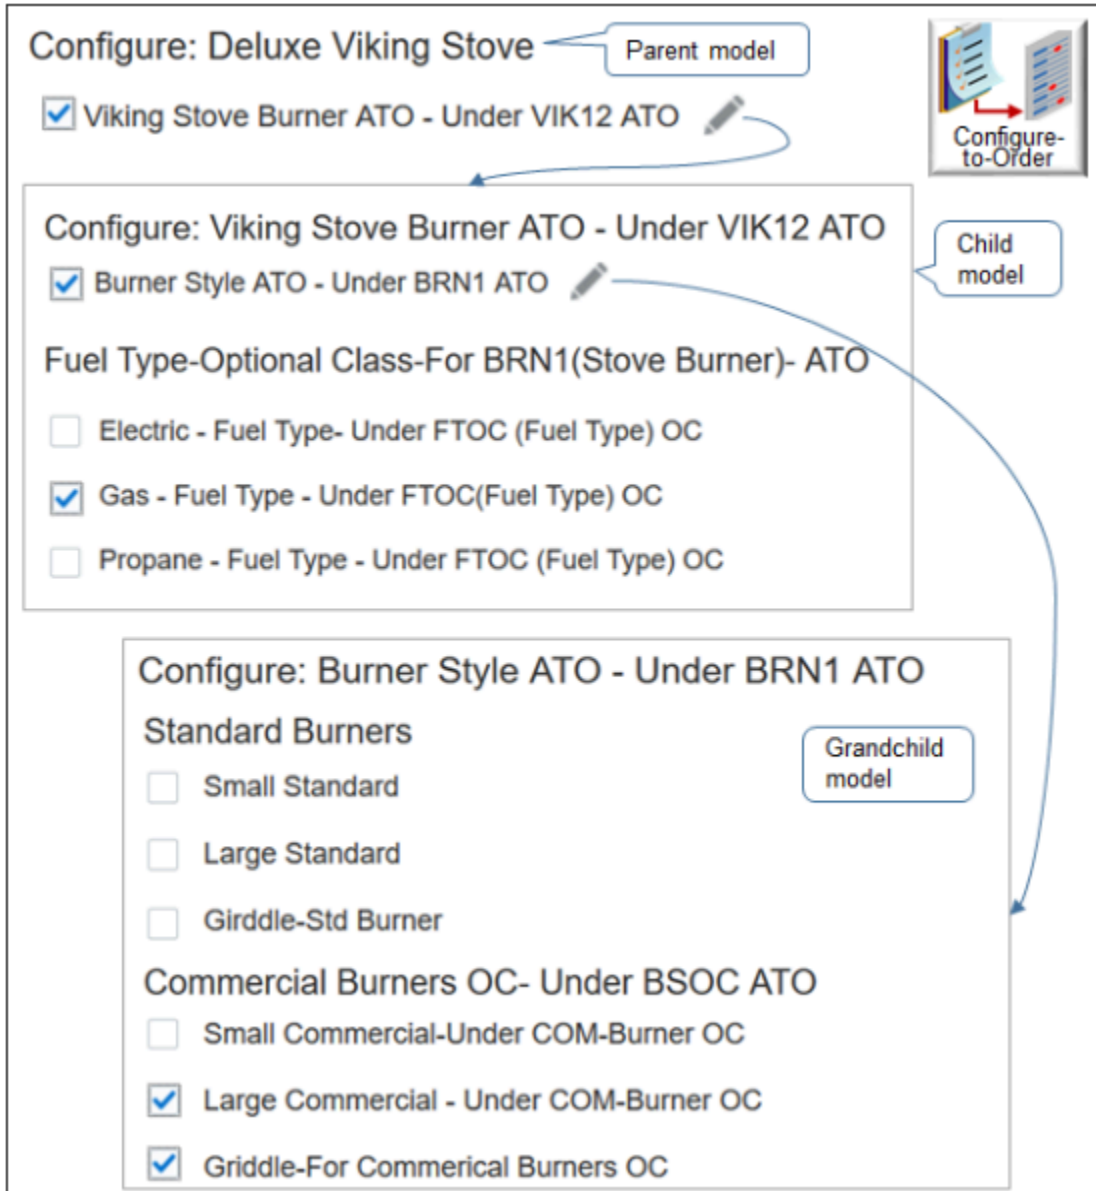 Configure: Deluxe Viking Stove
Parent model
Viking Stove Burner ATO - Under VIK12 ATO
Configure-
to-Order
Configure: Viking Stove Burner ATO - Under VIK12 ATO
Child
model
Burner Style ATO - Under BRN1 ATO
Fuel Type-Optional Class-For BRN1(Stove Burner)- ATO
Electric - Fuel Type- Under FTOC (Fuel Type) OC
Gas - Fuel Type - Under FTOC(Fuel Type) OC
Propane - Fuel Type - Under FTOC (Fuel Type) OC
Configure: Burner Style ATO - Under BRN1 ATO
Standard Burners
Grandchild
model
Small Standard
Large Standard
Girddle-Std Burner
Commercial Burners OC- Under BSOC ATO
Small Commercial-Under COM-Burner OC
Large Commercial - Under COM-Burner OC
Griddle-For Commerical Burners OC